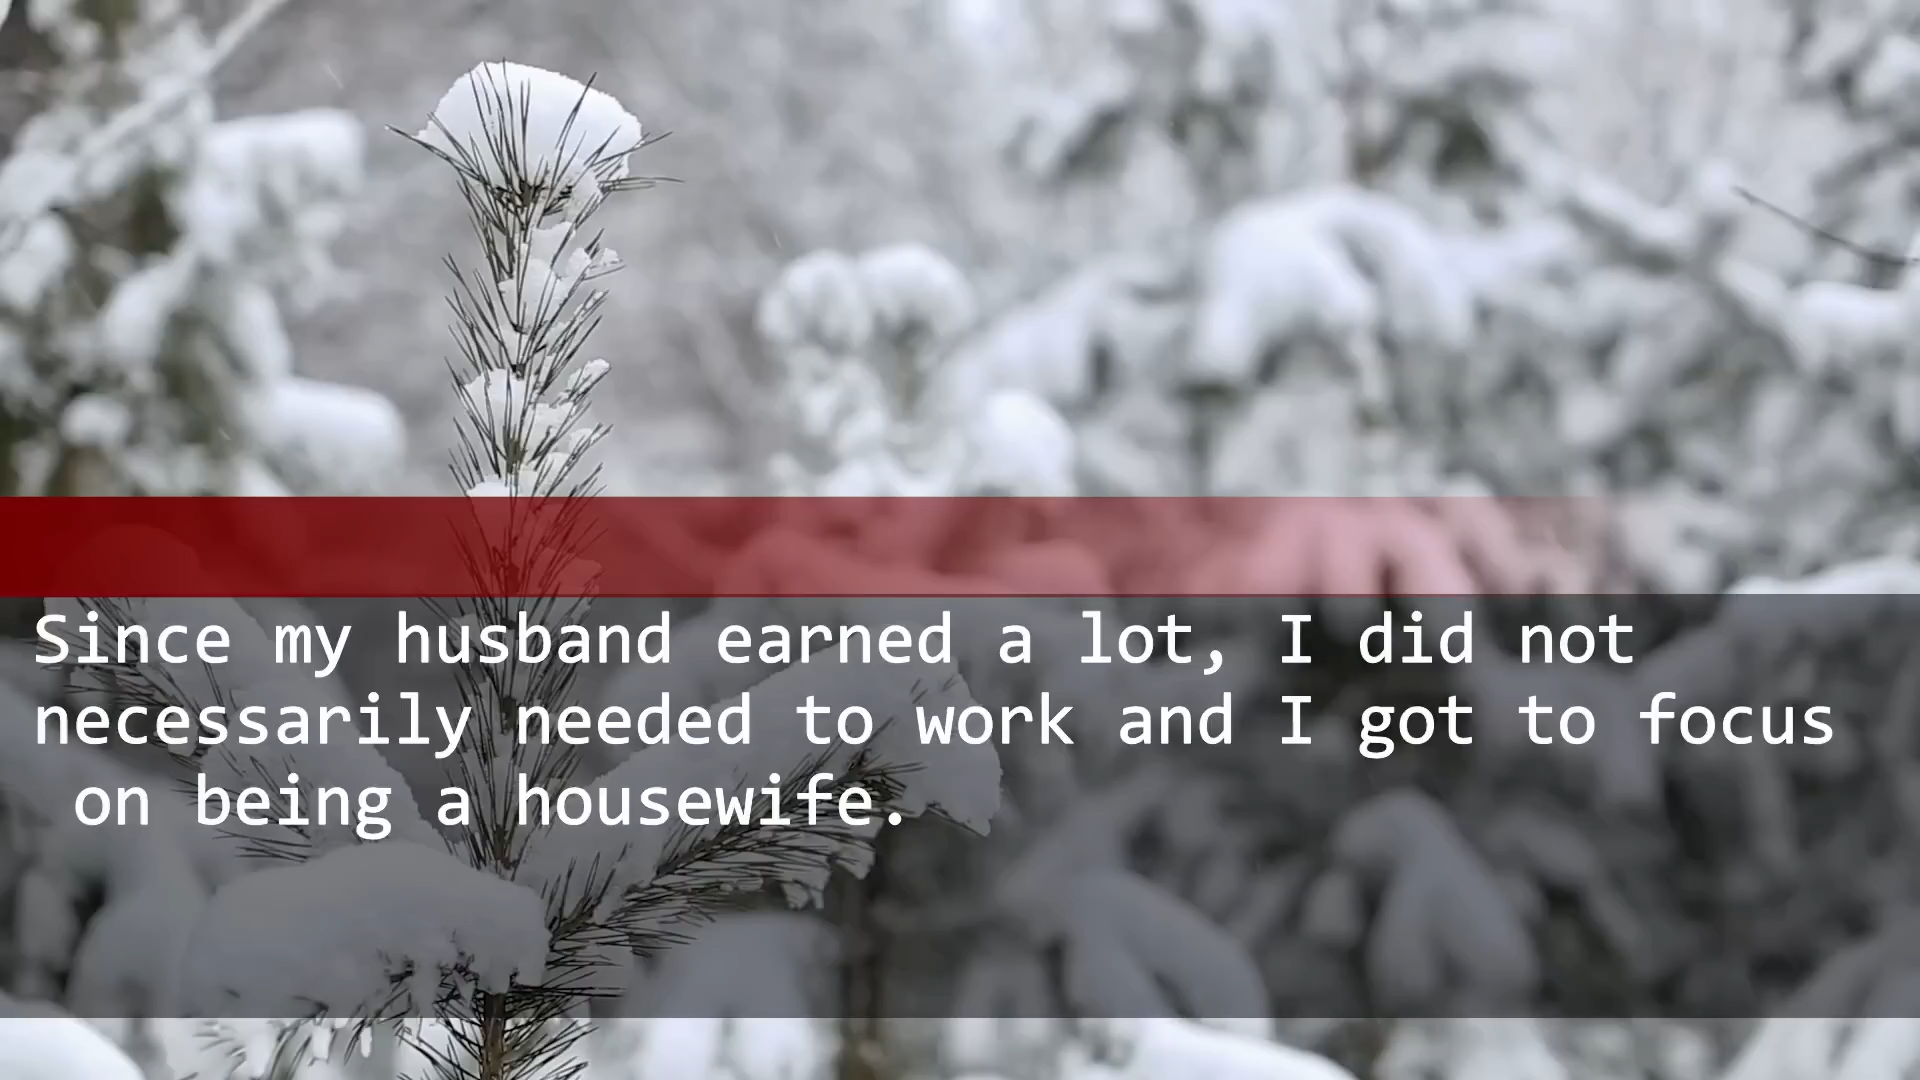 Since my husband earned a lot, I did not
necessarily needed to work and I got to focus
on being a housewife.